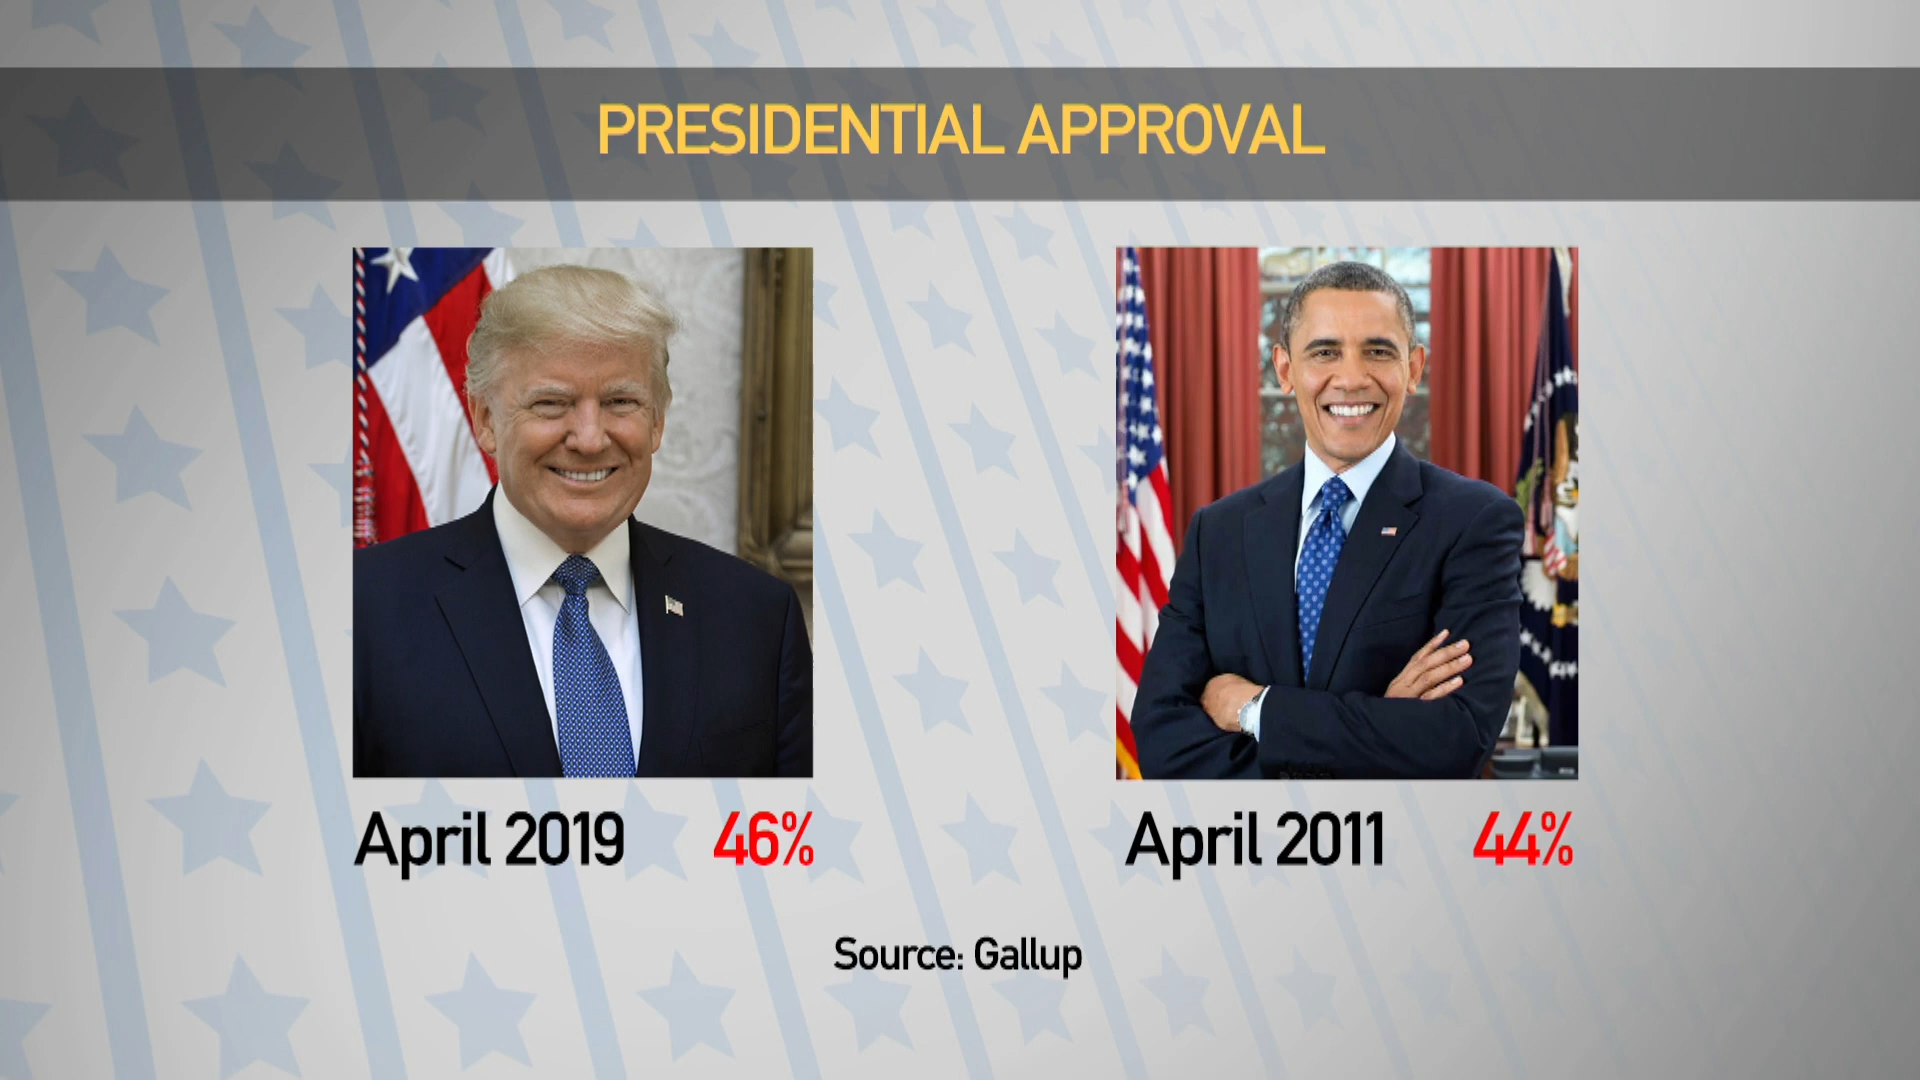 PRESIDENTIAL APPROVAL
April 2019 46%
April 2011 44%
Source: Gallup